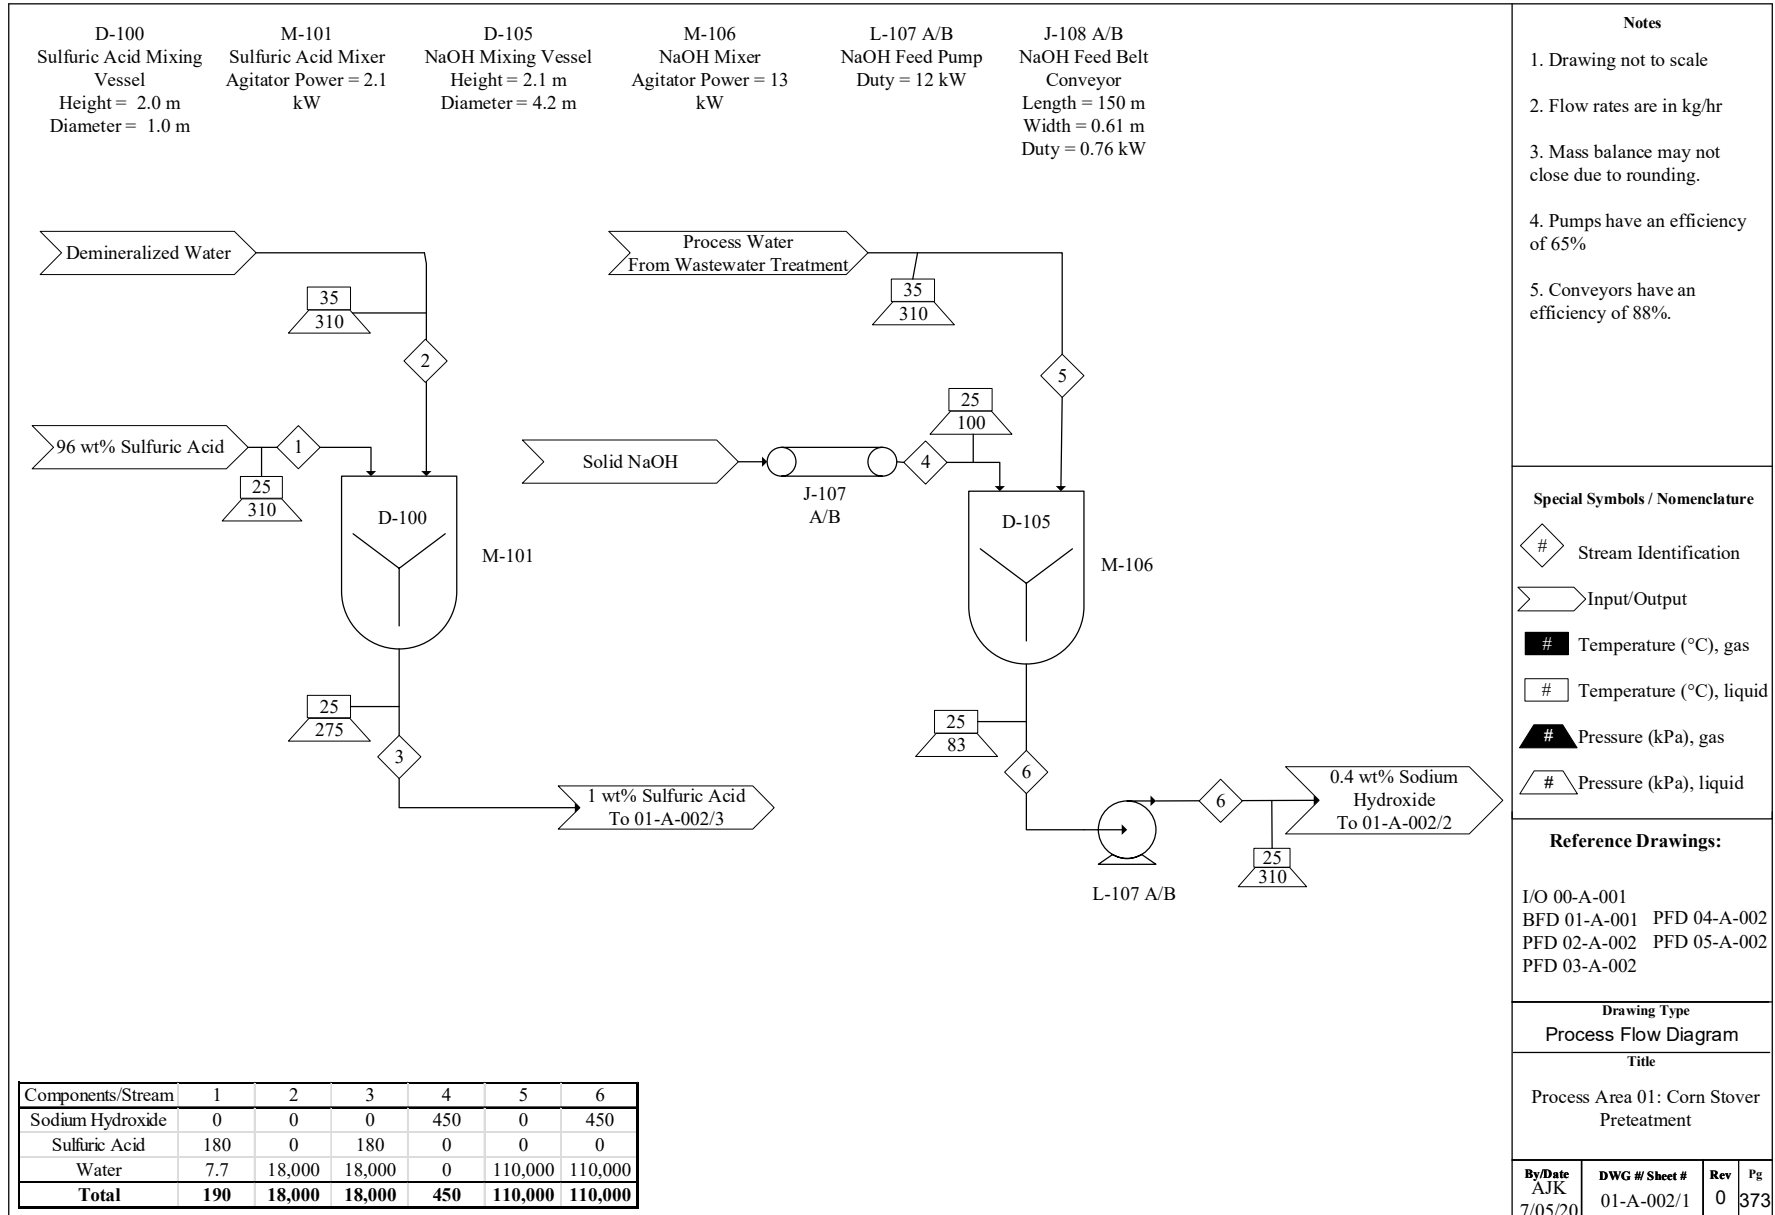 D-100
Sulfuric Acid Mixing
Vessel
Height = 2.0 m
Diameter = 1.0 m
M-101
Sulfuric Acid Mixer
Agitator Power = 2.1
kW
D-105
NaOH Mixing Vessel
Height = 2.1 m
Diameter = 4.2 m
M-106
NaOH Mixer
Agitator Power = 13
kW
L-107 A/B
NaOH Feed Pump
Duty = 12 kW
J-108 A/B
NaOH Feed Belt
Conveyor
Length = 150 m
Width = 0.61 m
Duty = 0.76 kW
Demineralized Water
35
310
2
96 wt% Sulfuric Acid
1
25
310
D-100
M-101
25
275
3
1 wt% Sulfuric Acid
To 01-A-002/3
Process Water
From Wastewater Treatment
35
310
5
25
100
Solid NaOH
4
J-107
A/B
D-105
M-106
25
83
6
6
0.4 wt% Sodium
Hydroxide
To 01-A-002/2
25
310
L-107 A/B
Components/Stream 1 2 3 4 5 6
Sodium Hydroxide 0 0 0 450 0 450
Sulfuric Acid 180 0 180 0 0 0
Water 7.7 18,000 18,000 0 110,000 110,000
Total 190 18,000 18,000 450 110,000 110,000
Notes
1. Drawing not to scale
2. Flow rates are in kg/hr
3. Mass balance may not
close due to rounding.
4. Pumps have an efficiency
of 65%
5. Conveyors have an
efficiency of 88%.
Special Symbols / Nomenclature
# Stream Identification
Input/Output
# Temperature (°C), gas
# Temperature (°C), liquid
# Pressure (kPa), gas
# Pressure (kPa), liquid
Reference Drawings:
I/O 00-A-001
BFD 01-A-001 PFD 04-A-002
PFD 02-A-002 PFD 05-A-002
PFD 03-A-002
Drawing Type
Process Flow Diagram
Title
Process Area 01: Corn Stover
Pretreatment
By/Date DWG #/ Sheet # Rev Pg
AJK
7/05/20 01-A-002/1 0 373